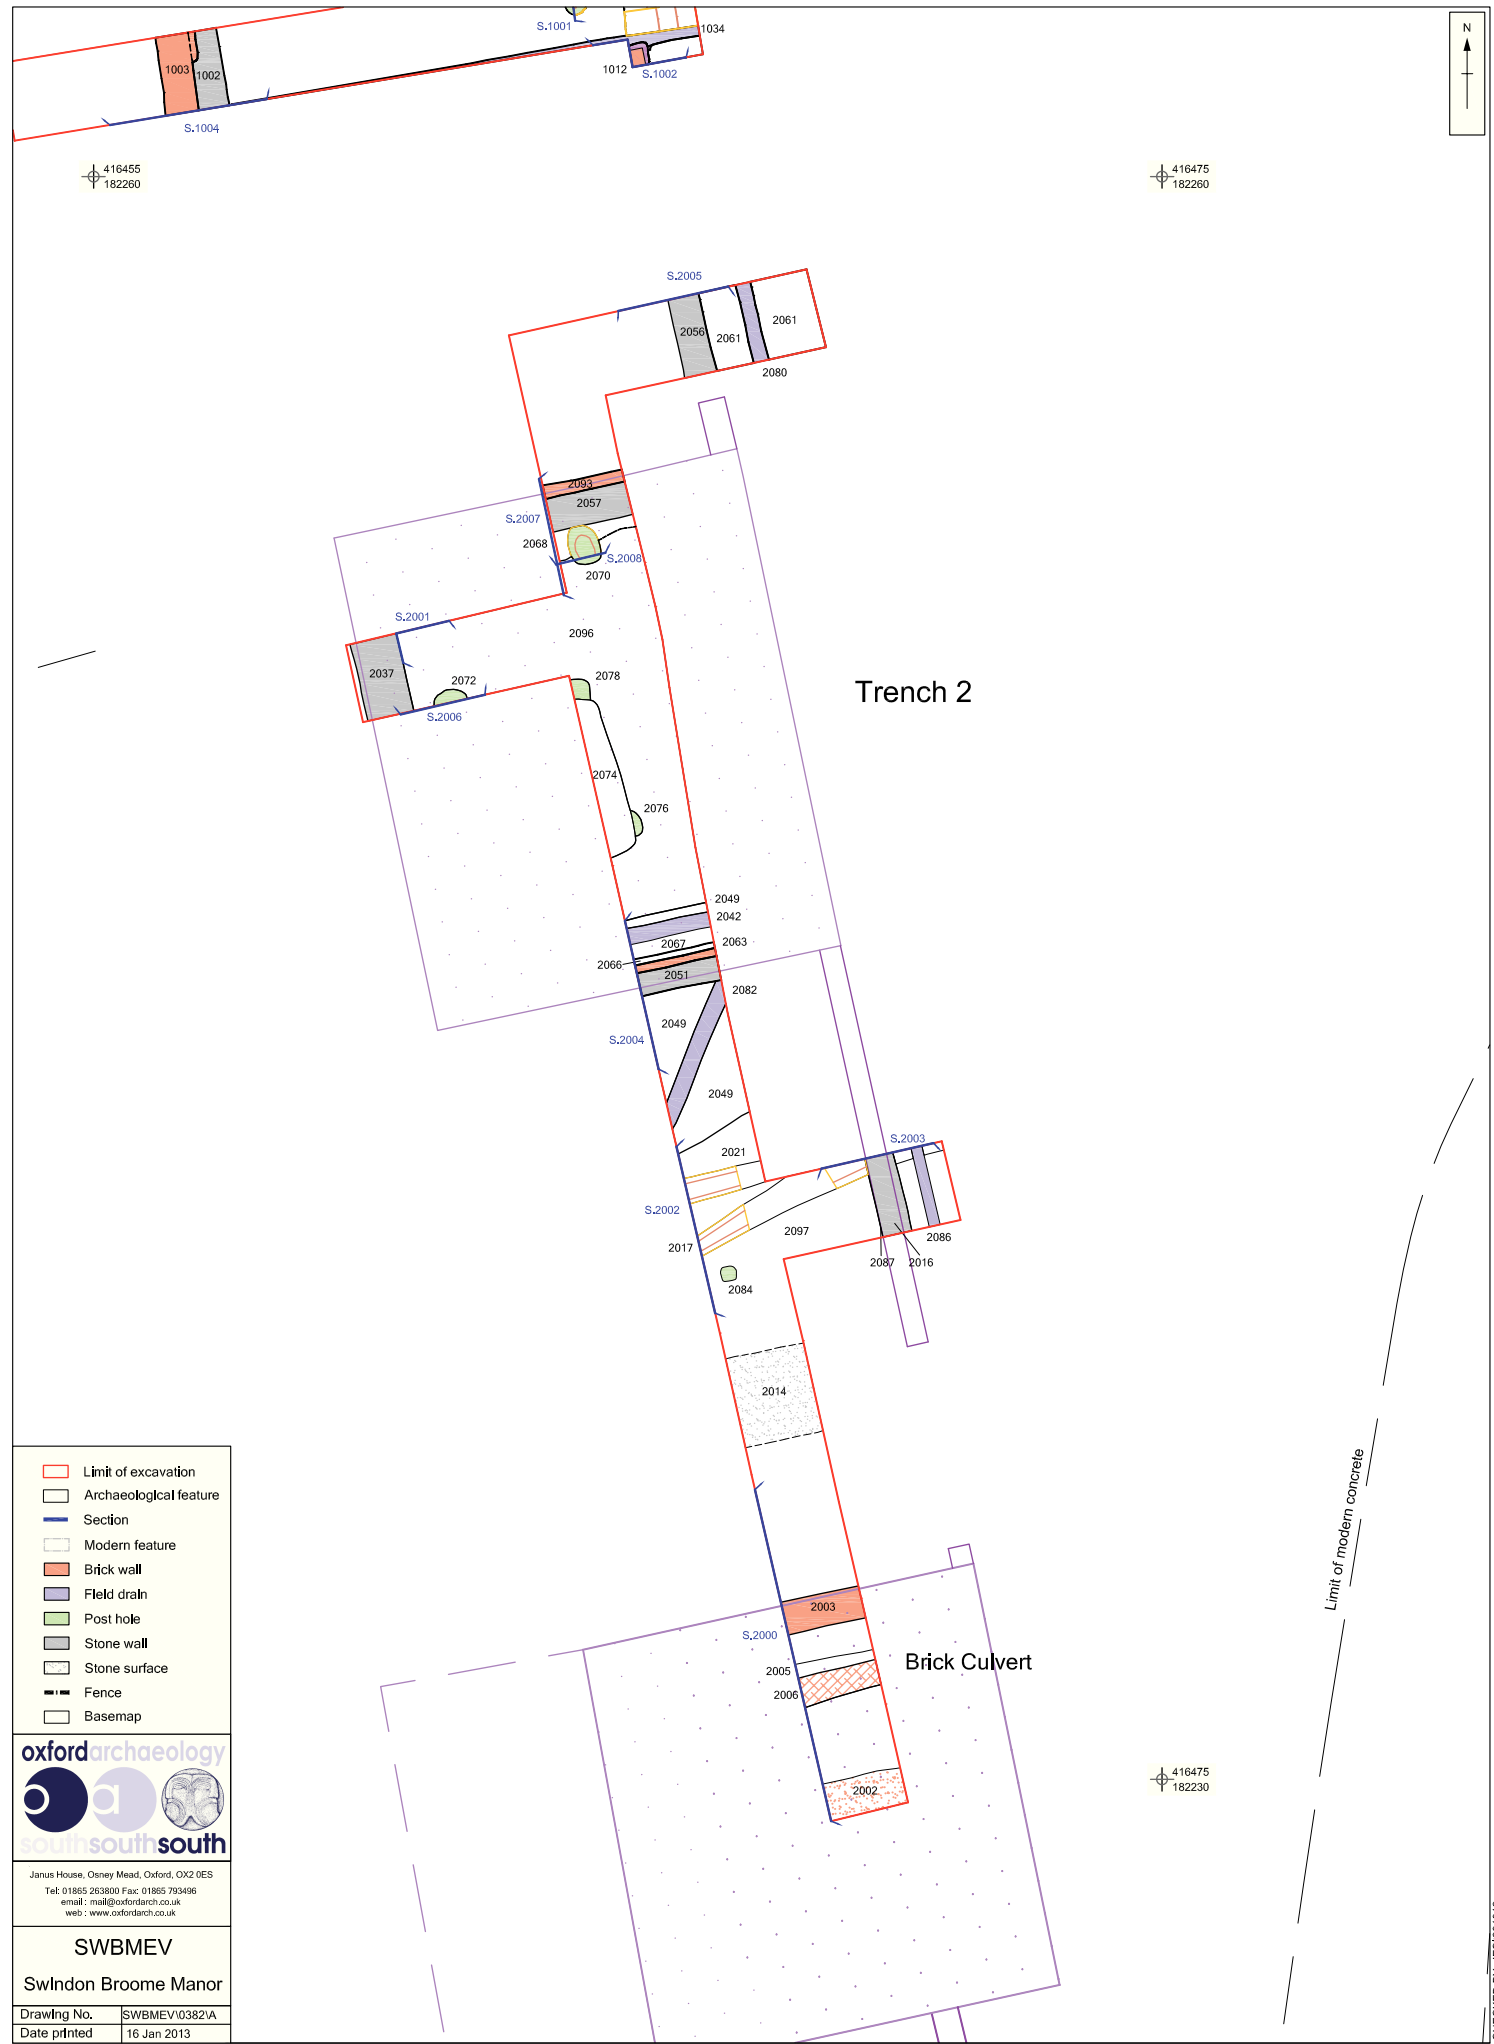 S.1001
1034
1003
1002
1012
S.1002
S.1004
N
416455
182260
416475
182260
S.2005
2056
2061
2061
2080
2093
2057
S.2007
2068
S.2008
2070
S.2001
2096
2037
2072
2078
S.2006
Trench 2
2074
2076
2049
2042
2067
2063
2066
2051
2082
2049
S.2004
2049
2021
S.2003
S.2002
2017
2097
2086
2087
2016
2084
2014
Limit of modern concrete
2003
S.2000
Brick Culvert
2005
2006
2002
416475
182230
Limit of excavation
Archaeological feature
Section
Modern feature
Brick wall
Field drain
Post hole
Stone wall
Stone surface
Fence
Basemap
oxfordarchaeology
southsouthsouth
Janus House, Osney Mead, Oxford, OX2 0ES
Tel: 01865 263800 Fax: 01865 793496
email : mail@oxfordarch.co.uk
web : www.oxfordarch.co.uk
SWBMEV
Swindon Broome Manor
Drawing No. SWBMEV\0382\A
Date printed 16 Jan 2013